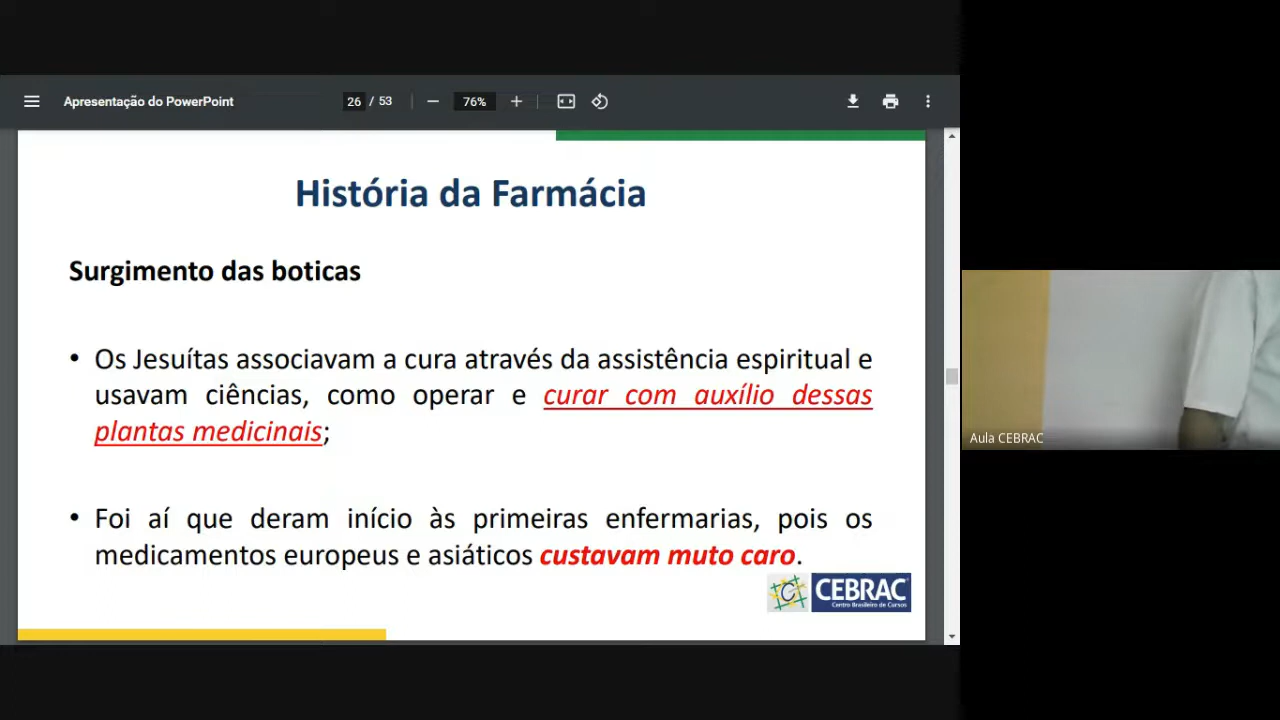 Apresentação do PowerPoint
26 / 53
76%
História da Farmácia
Surgimento das boticas
• Os Jesuítas associavam a cura através da assistência espiritual e
usavam ciências, como operar e curar com auxílio dessas
plantas medicinais;
• Foi aí que deram início às primeiras enfermarias, pois os
medicamentos europeus e asiáticos custavam muto caro.
C CEBRAC
Centro Brasileiro de Cursos
Aula CEBRAC